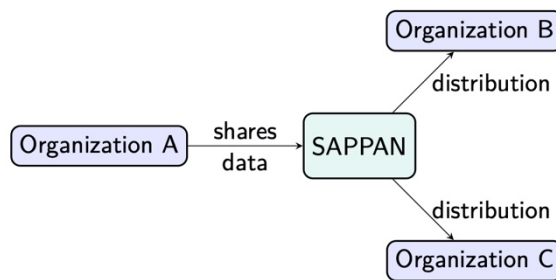 Organization B
distribution
Organization A
shares
data
SAPPAN
distribution
Organization C